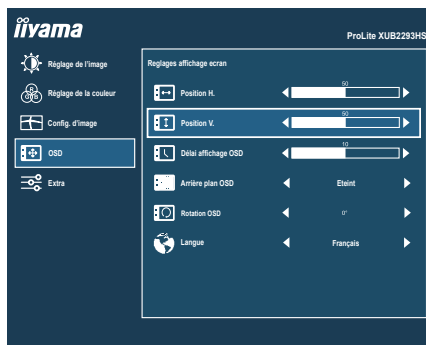 iiyama
ProLite XUB2293HS
Réglage de l'image
Réglage de la couleur
Config. d'image
OSD
Extra
Reglages affichage ecran
Position H.
50
Position V.
50
Délai affichage OSD
10
Arrière plan OSD
Eteint
Rotation OSD
0°
Langue
Français